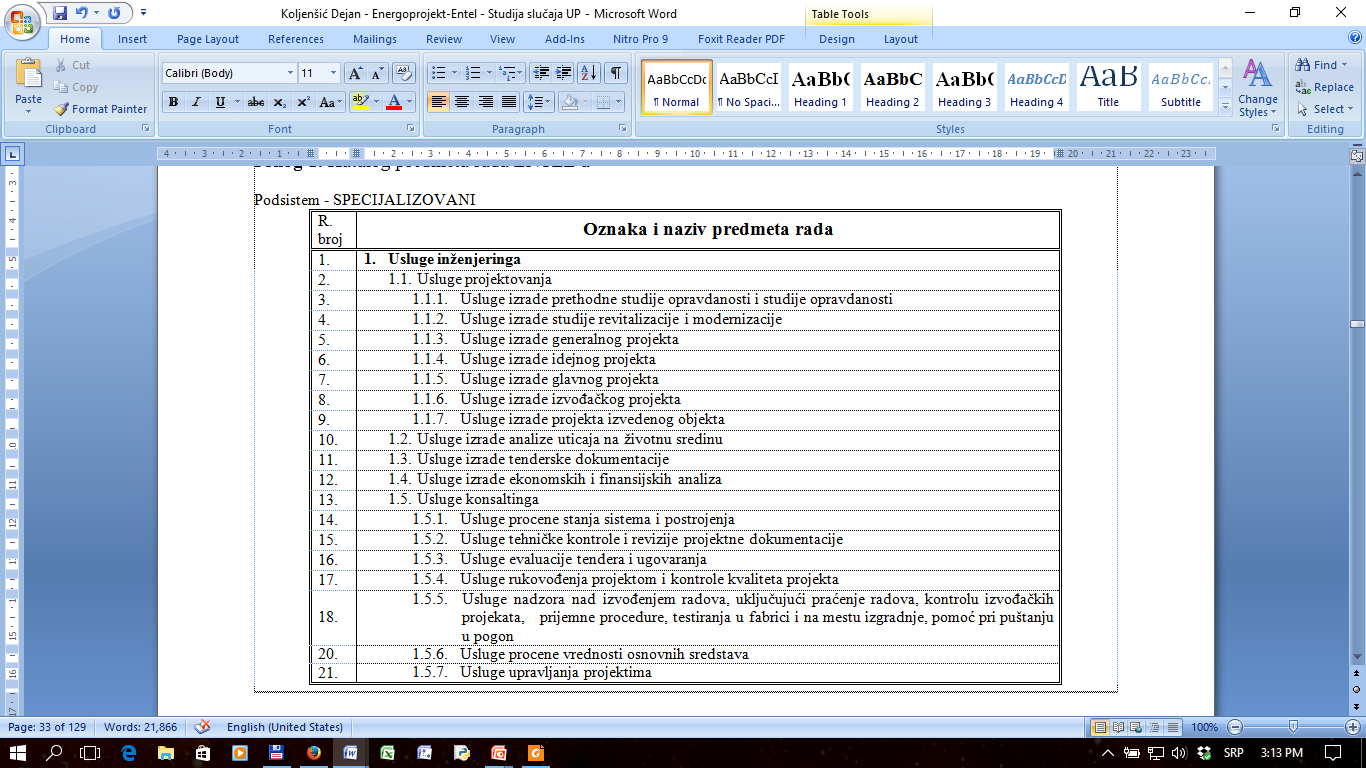 Koljenšić Dejan - Energoprojekt-Entel - Studija slučaja UP - Microsoft Word
Table Tools
Home Insert Page Layout References Mailings Review View Add-Ins Nitro Pro 9 Foxit Reader PDF Design Layout
Paste
Cut
Copy
Format Painter
Clipboard
Calibri (Body) 11
Font
Paragraph
AaBbCcDc AaBbCcI AaBb( AaBbC AaBb( AaBbCcD AaB AaBbCc.
¶ Normal ¶ No Spaci... Heading 1 Heading 2 Heading 3 Heading 4 Title Subtitle
Change Styles
Styles
Find
Replace
Select
Editing
Podsistem - SPECIJALIZOVANI
R. broj Oznaka i naziv predmeta rada
1. 1. Usluge inženjeringa
2. 1.1. Usluge projektovanja
3. 1.1.1. Usluge izrade prethodne studije opravdanosti i studije opravdanosti
4. 1.1.2. Usluge izrade studije revitalizacije i modernizacije
5. 1.1.3. Usluge izrade generalnog projekta
6. 1.1.4. Usluge izrade idejnog projekta
7. 1.1.5. Usluge izrade glavnog projekta
8. 1.1.6. Usluge izrade izvođačkog projekta
9. 1.1.7. Usluge izrade projekta izvedenog objekta
10. 1.2. Usluge izrade analize uticaja na životnu sredinu
11. 1.3. Usluge izrade tenderske dokumentacije
12. 1.4. Usluge izrade ekonomskih i finansijskih analiza
13. 1.5. Usluge konsaltinga
14. 1.5.1. Usluge procene stanja sistema i postrojenja
15. 1.5.2. Usluge tehničke kontrole i revizije projektne dokumentacije
16. 1.5.3. Usluge evaluacije tendera i ugovaranja
17. 1.5.4. Usluge rukovođenja projektom i kontrole kvaliteta projekta
18. 1.5.5. Usluge nadzora nad izvođenjem radova, uključujući praćenje radova, kontrolu izvođačkih
projekata, prijemne procedure, testiranja u fabrici i na mestu izgradnje, pomoć pri puštanju
u pogon
20. 1.5.6. Usluge procene vrednosti osnovnih sredstava
21. 1.5.7. Usluge upravljanja projektima
Page: 33 of 129 Words: 21,866 English (United States) 100%
SRP 3:13 PM